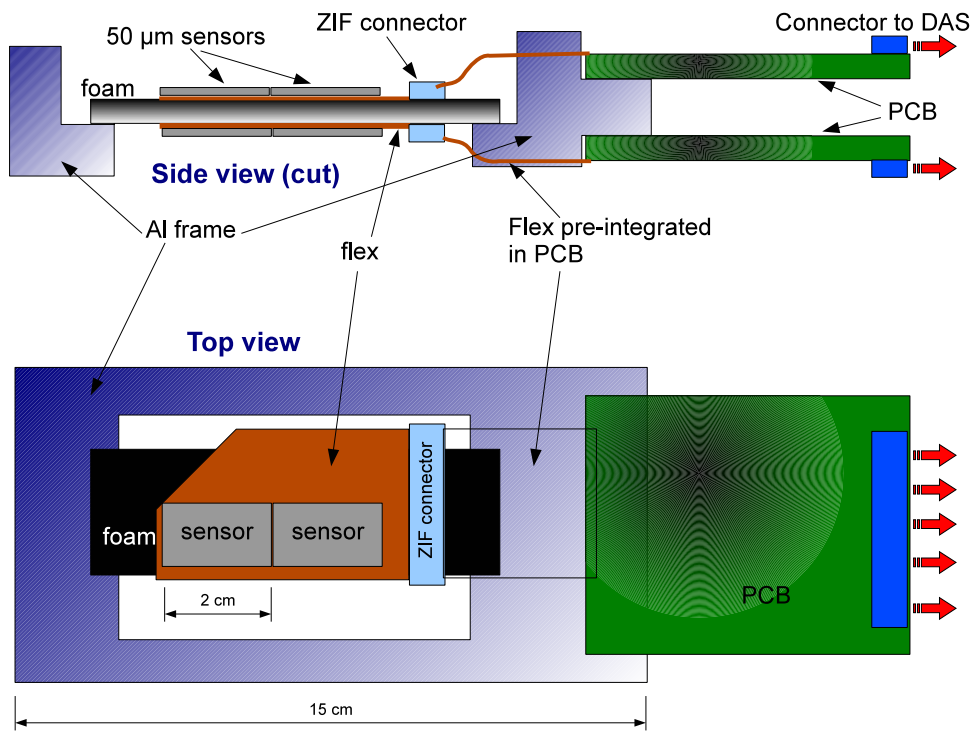 ZIF connector
Connector to DAS
50 µm sensors
foam
PCB
Side view (cut)
Al frame
flex
Flex pre-integrated
in PCB
Top view
foam
sensor
sensor
ZIF connector
PCB
2 cm
15 cm